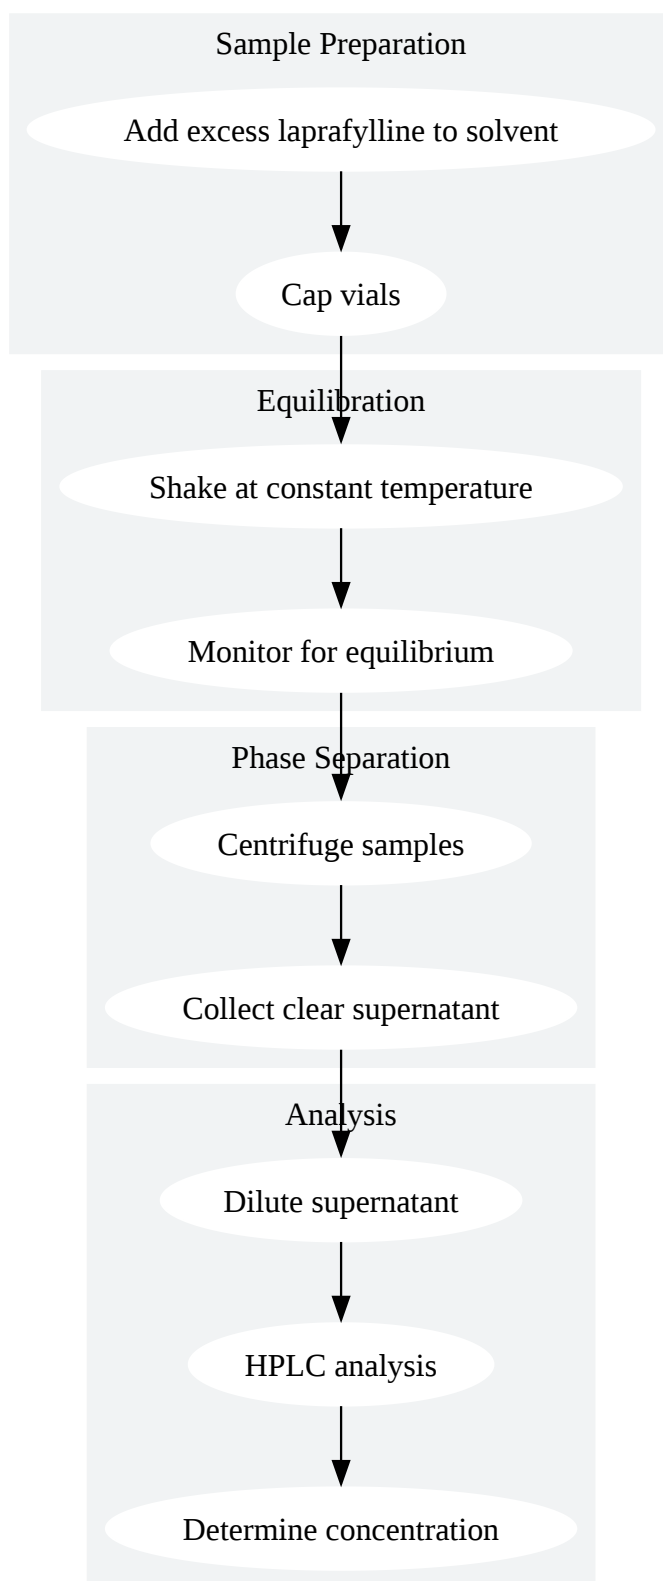 Sample Preparation
Add excess laprafylline to solvent
Cap vials
Equilibration
Shake at constant temperature
Monitor for equilibrium
Phase Separation
Centrifuge samples
Collect clear supernatant
Analysis
Dilute supernatant
HPLC analysis
Determine concentration